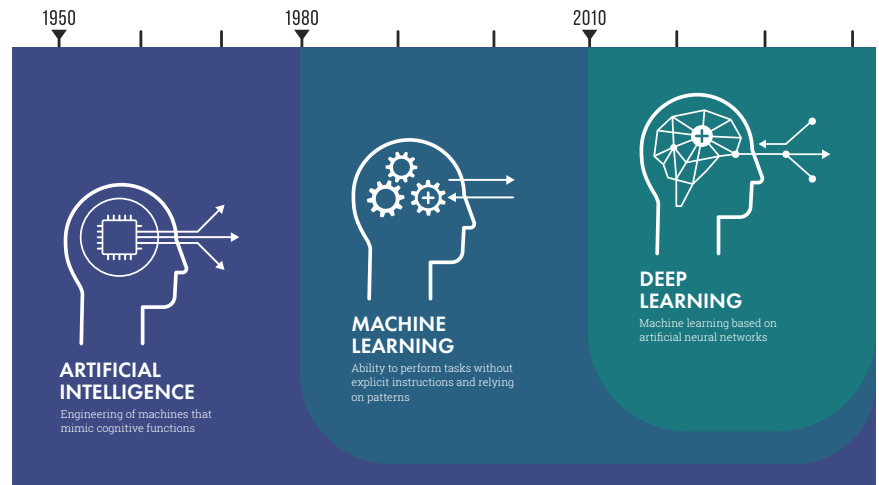 1950
1980
2010
ARTIFICIAL
INTELLIGENCE
Engineering of machines that
mimic cognitive functions
MACHINE
LEARNING
Ability to perform tasks without
explicit instructions and relying
on patterns
DEEP
LEARNING
Machine learning based on
artificial neural networks